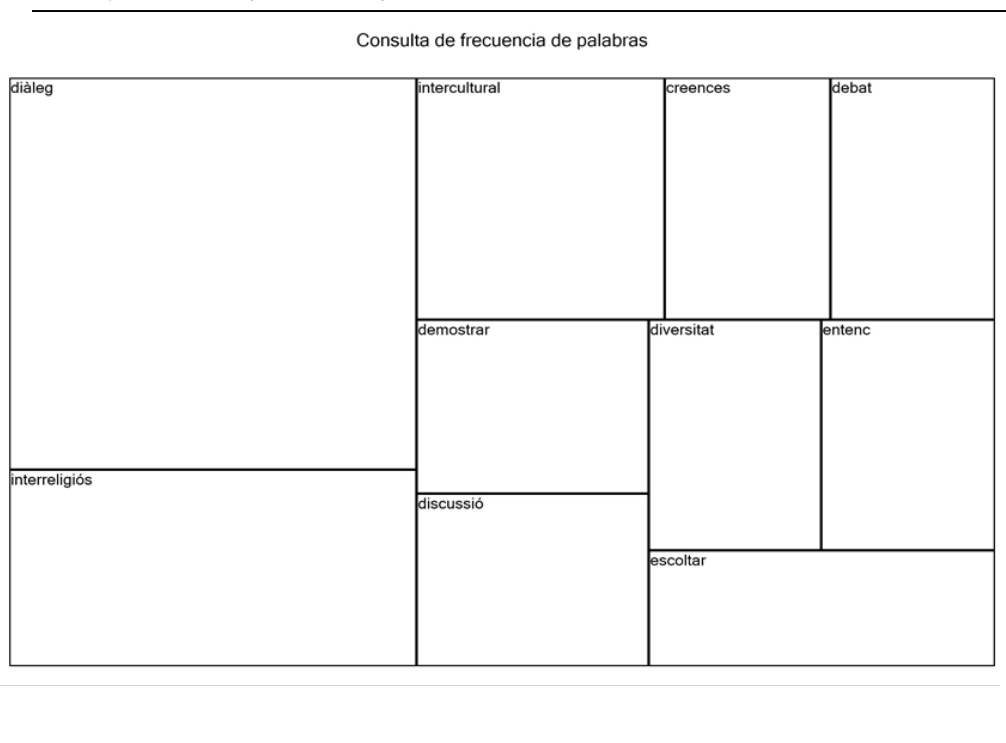 Consulta de frecuencia de palabras
diàleg
intercultural
creences
debat
demostrar
diversitat
entenc
interreligiós
discussió
escoltar